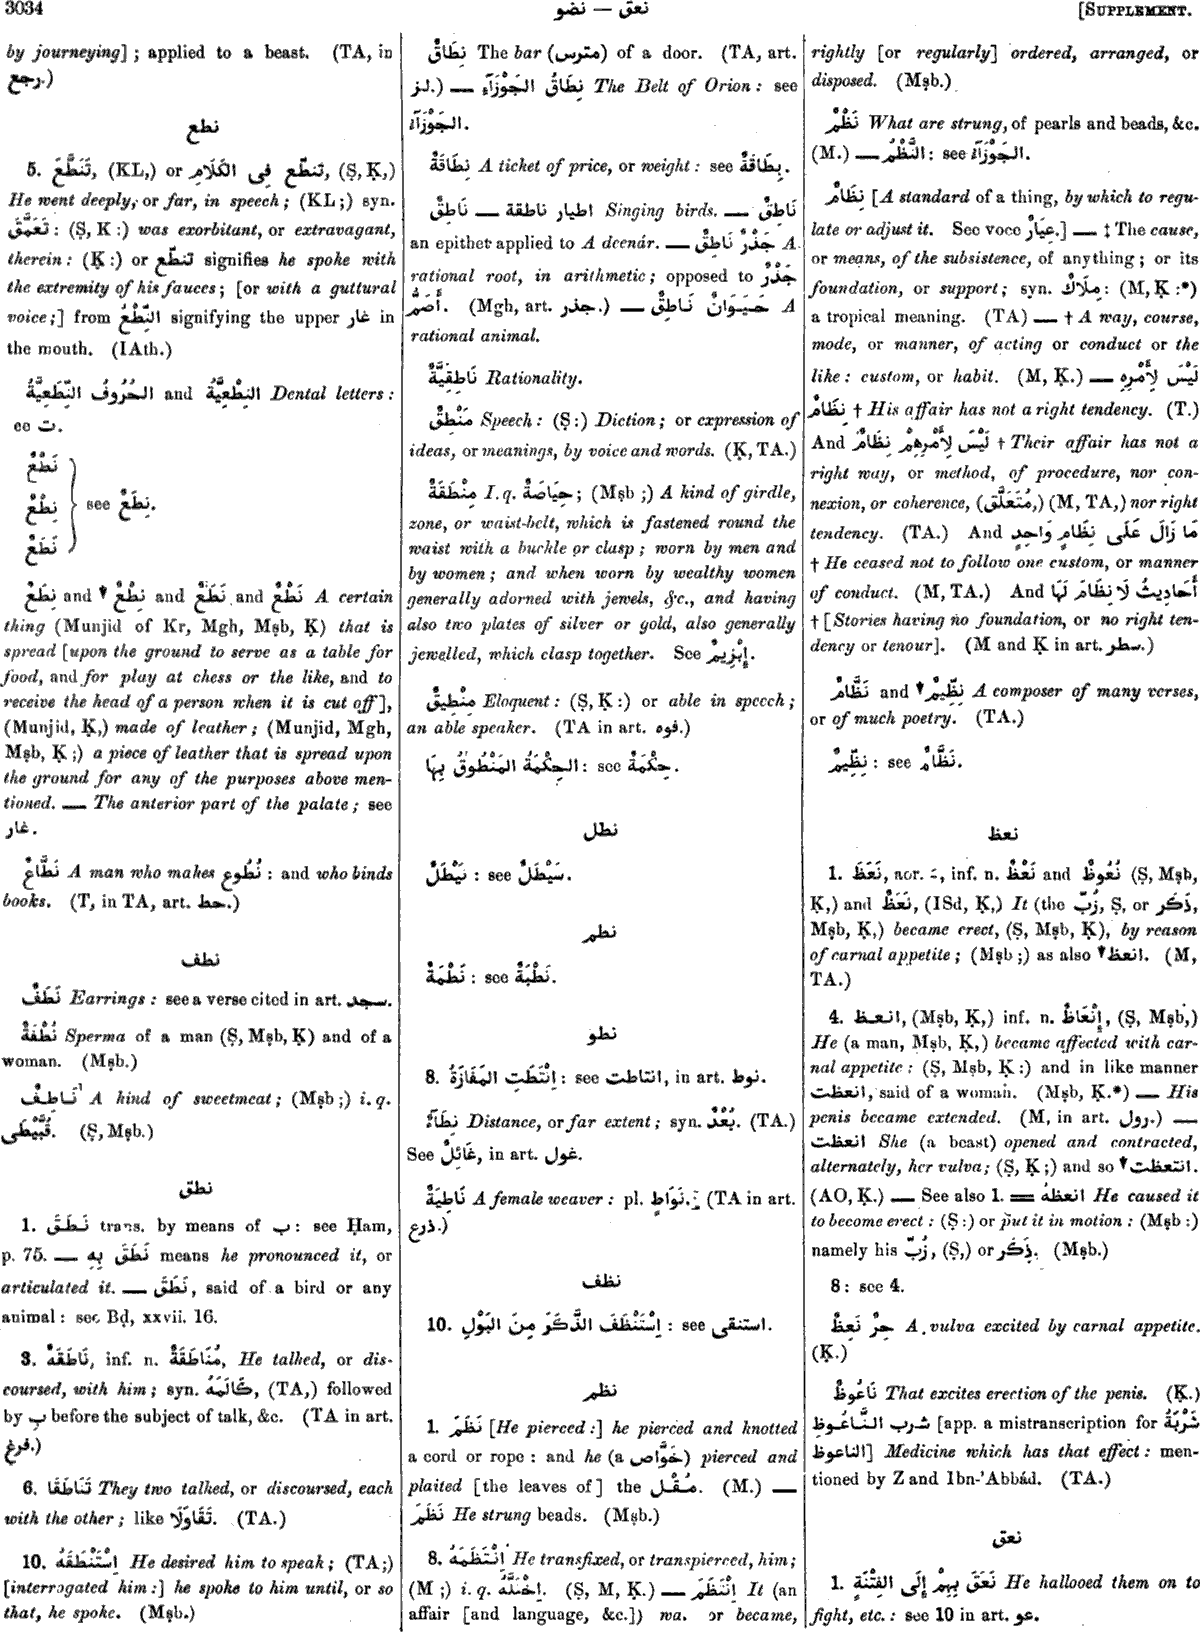 3034
نعق — نضو
[SUPPLEMENT.
by journeying]; applied to a beast. (TA, in
رجع.)
نطع
5. تَنَطَّعَ, (KL,) or تنطّع فِى الكَلَامِ, (Ṣ, Ḳ,)
He went deeply, or far, in speech; (KL;) syn.
تَعَمَّقَ: (Ṣ, K:) was exorbitant, or extravagant,
therein: (Ḳ:) or تنطّع signifies he spoke with
the extremity of his fauces; [or with a guttural
voice;] from النِّطْعُ signifying the upper غار in
the mouth. (IAth.)
الحُرُوفُ النِّطَعِيَّةُ and النِّطْعِيَّةُ Dental letters:
ee ت.
نَطْعٌ
نِطْعٌ
نَطَعٌ
see نِطَعٌ.
نِطَعٌ and نِطْعٌ and نَطَعٌ and نَطْعٌ A certain
thing (Munjid of Kr, Mgh, Mṣb, Ḳ) that is
spread [upon the ground to serve as a table for
food, and for play at chess or the like, and to
receive the head of a person when it is cut off],
(Munjid, Ḳ,) made of leather; (Munjid, Mgh,
Mṣb, Ḳ;) a piece of leather that is spread upon
the ground for any of the purposes above men-
tioned. — The anterior part of the palate; see
غار.
نَطَّاعٌ A man who makes نُطُوع: and who binds
books. (T, in TA, art. حط.)
نطف
نَطَفٌ Earrings: see a verse cited in art. سجد.
نُطْفَةٌ Sperma of a man (Ṣ, Mṣb, Ḳ) and of a
woman. (Mṣb.)
نَاطِفٌ A kind of sweetmeat; (Mṣb;) i. q.
قُبَّيْطَى. (Ṣ, Mṣb.)
نطق
1. نَطَقَ trans. by means of ب: see Ḥam,
p. 75. — نَطَقَ بِهِ means he pronounced it, or
articulated it. — نَطَقَ, said of a bird or any
animal: see Bḍ, xxvii. 16.
3. نَاطَقَهُ, inf. n. مُنَاطَقَةٌ, He talked, or dis-
coursed, with him; syn. كَالَمَهُ, (TA,) followed
by ب before the subject of talk, &c. (TA in art.
فرغ.)
6. تَنَاطَقَا They two talked, or discoursed, each
with the other; like تَقَاوَلَا. (TA.)
10. إِسْتَنْطَقَهُ He desired him to speak; (TA;)
[interrogated him:] he spoke to him until, or so
that, he spoke. (Mṣb.)
نِطَاقٌ The bar (مترس) of a door. (TA, art.
لز.) — نِطَاقُ الجَوْزَآءِ The Belt of Orion: see
الجَوْزَآءُ.
نِطَاقَةٌ A ticket of price, or weight: see بِطَاقَةٌ.
نَاطِقٌ — اطيار ناطقة Singing birds. — نَاطِقٌ
an epithet applied to A deenár. — جَذْرٌ نَاطِقٌ A
rational root, in arithmetic; opposed to جَذْرٌ
أَصَمُّ. (Mgh, art. جذر.) — حَيَوَانٌ نَاطِقٌ A
rational animal.
نَاطِقِيَّةٌ Rationality.
مَنْطِقٌ Speech: (Ṣ:) Diction; or expression of
ideas, or meanings, by voice and words. (Ḳ, TA.)
مِنْطَقَةٌ I. q. حِيَاصَةٌ; (Mṣb;) A kind of girdle,
zone, or waist-belt, which is fastened round the
waist with a buckle or clasp; worn by men and
by women; and when worn by wealthy women
generally adorned with jewels, &c., and having
also two plates of silver or gold, also generally
jewelled, which clasp together. See إِبْزِيمٌ.
مِنْطِيقٌ Eloquent: (Ṣ, Ḳ:) or able in speech;
an able speaker. (TA in art. فوه.)
الحِكْمَةُ المَنْطُوقُ بِهَا: see حِكْمَةٌ.
نطل
نَيْطَلٌ: see سَيْطَلٌ.
نطم
نَطْمَةٌ: see نَطْبَةٌ.
نطو
8. إِنْتَطَتِ المَفَازَةُ: see انتاطت, in art. نوط.
نَطَاءٌ Distance, or far extent; syn. بُعْدٌ. (TA.)
See غَائِلٌ, in art. غول.
نَاطِيَةٌ A female weaver: pl. نَوَاطٍ. (TA in art.
ذرع.)
نظف
10. إِسْتَنْظَفَ الذَّكَرَ مِنَ البَوْلِ: see استنقى.
نظم
1. نَظَمَ [He pierced:] he pierced and knotted
a cord or rope: and he (a خَوَّاص) pierced and
plaited [the leaves of] the مُقْل. (M.) —
نَظَمَ He strung beads. (Mṣb.)
8. انْتَظَمَهُ He transfixed, or transpierced, him;
(M;) i. q. إِخْتَلَّهُ. (Ṣ, M, Ḳ.) — إِنْتَظَمَ It (an
affair [and language, &c.]) wa. or became,
rightly [or regularly] ordered, arranged, or
disposed. (Mṣb.)
نَظْمٌ What are strung, of pearls and beads, &c.
(M.) — النَّظْمُ: see الجَوْزَآءُ.
نِظَامٌ [A standard of a thing, by which to regu-
late or adjust it. See voce عِيَارٌ.] — ‡ The cause,
or means, of the subsistence, of anything; or its
foundation, or support; syn. مِلَاكٌ: (M, Ḳ:*)
a tropical meaning. (TA) — † A way, course,
mode, or manner, of acting or conduct or the
like: custom, or habit. (M, Ḳ.) — لَيْسَ لِأَمْرِهِ
نِظَامٌ † His affair has not a right tendency. (T.)
And لَيْسَ لِأَمْرِهِمْ نِظَامٌ † Their affair has not a
right way, or method, of procedure, nor con-
nexion, or coherence, (مُتَعَلَّق,) (M, TA,) nor right
tendency. (TA.) And مَا زَالَ عَلَى نِظَامٍ وَاحِدٍ
† He ceased not to follow one custom, or manner
of conduct. (M, TA.) And أَحَادِيثُ لَا نِظَامَ لَهَا
† [Stories having no foundation, or no right ten-
dency or tenour]. (M and Ḳ in art. سطر.)
نَظَّامٌ and نِظِّيمٌ A composer of many verses,
or of much poetry. (TA.)
نِظِّيمٌ: see نَظَّامٌ.
نعظ
1. نَعَظَ, aor. ـَ, inf. n. نَعْظٌ and نُعُوظٌ (Ṣ, Mṣb,
Ḳ,) and نَعَظٌ, (ISd, Ḳ,) It (the زُبّ, Ṣ, or ذَكَر,
Mṣb, Ḳ,) became erect, (Ṣ, Mṣb, Ḳ), by reason
of carnal appetite; (Mṣb;) as also انعظ. (M,
TA.)
4. انعظ, (Mṣb, Ḳ,) inf. n. إِنْعَاظٌ, (Ṣ, Mṣb,)
He (a man, Mṣb, Ḳ,) became affected with car-
nal appetite: (Ṣ, Mṣb, Ḳ:) and in like manner
انعظت, said of a woman. (Mṣb, Ḳ.*) — His
penis became extended. (M, in art. رول.) —
انعظت She (a beast) opened and contracted,
alternately, her vulva; (Ṣ, Ḳ;) and so انتعظت.
(AO, Ḳ.) — See also 1. = انعظهُ He caused it
to become erect: (Ṣ:) or put it in motion: (Mṣb:)
namely his زُبّ, (Ṣ,) or ذَكَر. (Mṣb.)
8: see 4.
حِرٌ نَعِظٌ A vulva excited by carnal appetite.
(Ḳ.)
نَاعُوظٌ That excites erection of the penis. (Ḳ.)
شرب النَّاعُوظِ [app. a mistranscription for شَرْبَةُ
الناعوظ] Medicine which has that effect: men-
tioned by Z and Ibn-'Abbád. (TA.)
نعق
1. نَعَقَ بِهِمْ إِلَى الفِتْنَةِ He hallooed them on to
fight, etc.: see 10 in art. عو.